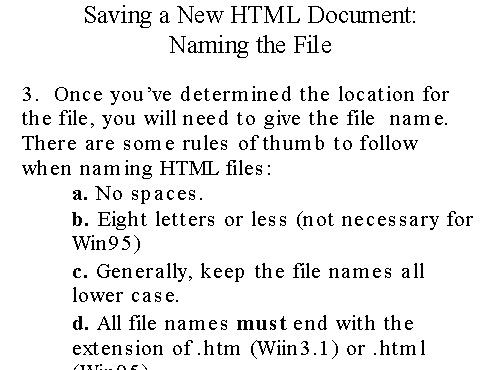 Saving a New HTML Document:
Naming the File
3. Once you've determined the location for
the file, you will need to give the file name.
There are some rules of thumb to follow
when naming HTML files:
a. No spaces.
b. Eight letters or less (not necessary for
Win95)
c. Generally, keep the file names all
lower case.
d. All file names must end with the
extension of .htm (Wiin3.1) or .html
(Win95)